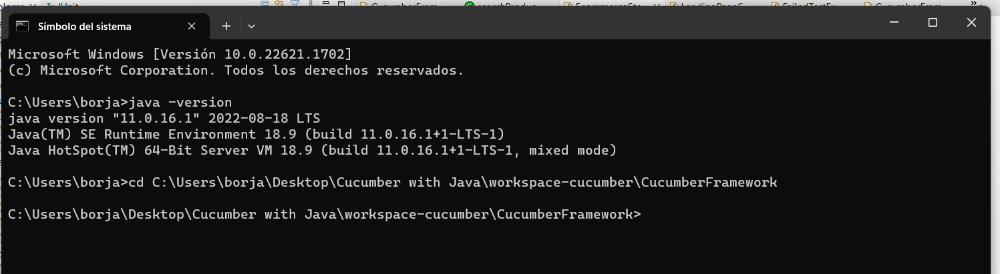 JUnit
Símbolo del sistema
Microsoft Windows [Versión 10.0.22621.1702]
(c) Microsoft Corporation. Todos los derechos reservados.
C:\Users\borja>java -version
java version "11.0.16.1" 2022-08-18 LTS
Java(TM) SE Runtime Environment 18.9 (build 11.0.16.1+1-LTS-1)
Java HotSpot(TM) 64-Bit Server VM 18.9 (build 11.0.16.1+1-LTS-1, mixed mode)
C:\Users\borja>cd C:\Users\borja\Desktop\Cucumber with Java\workspace-cucumber\CucumberFramework
C:\Users\borja\Desktop\Cucumber with Java\workspace-cucumber\CucumberFramework>